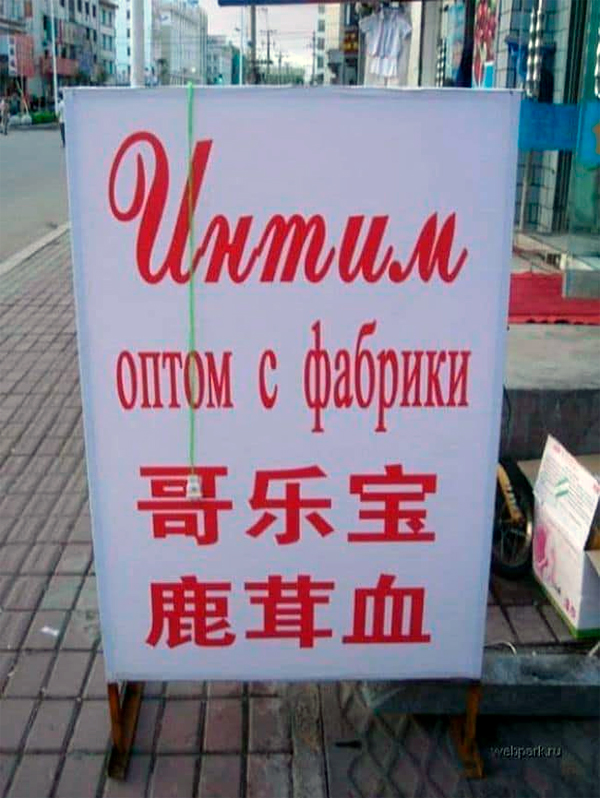 Интим
оптом с фабрики
哥乐宝
鹿茸血
webpark.ru